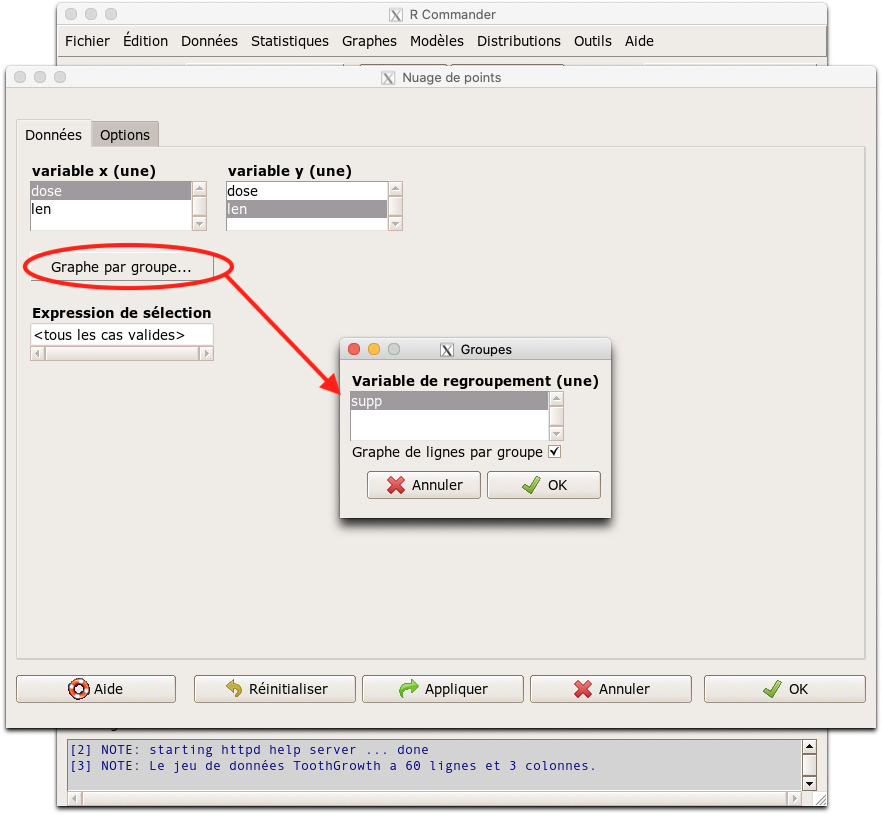 R Commander
Fichier Édition Données Statistiques Graphes Modèles Distributions Outils Aide
Nuage de points
Données Options
variable x (une) variable y (une)
dose dose
len len
Graphe par groupe...
Expression de sélection
<tous les cas valides>
Groupes
Variable de regroupement (une)
supp
Graphe de lignes par groupe
Annuler OK
Aide Réinitialiser Appliquer Annuler OK
[2] NOTE: starting httpd help server ... done
[3] NOTE: Le jeu de données ToothGrowth a 60 lignes et 3 colonnes.